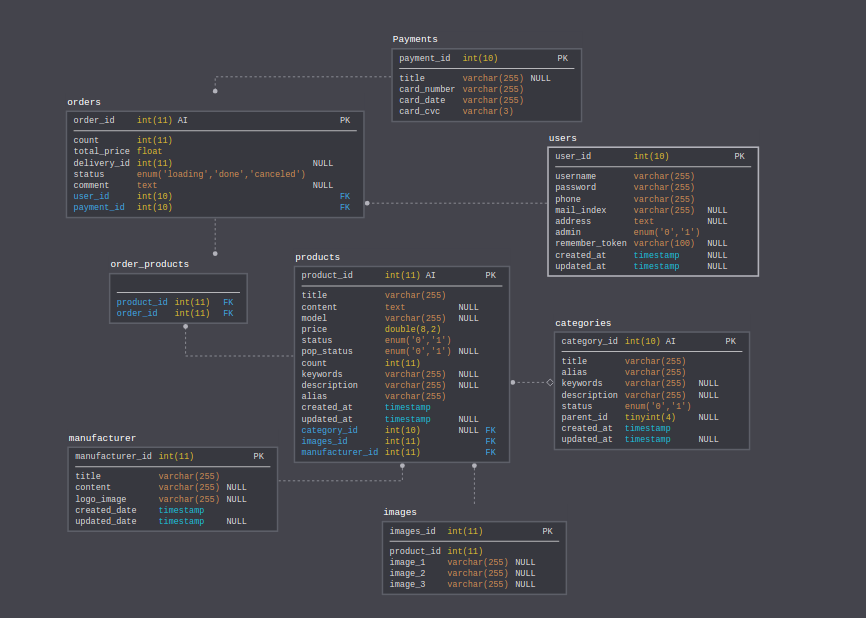 Payments
payment_id int(10) PK
title varchar(255) NULL
card_number varchar(255)
card_date varchar(255)
card_cvc varchar(3)
orders
order_id int(11) AI PK
count int(11)
total_price float
delivery_id int(11) NULL
status enum('loading','done','canceled')
comment text NULL
user_id int(10) FK
payment_id int(10) FK
users
user_id int(10) PK
username varchar(255)
password varchar(255)
phone varchar(255)
mail_index varchar(255) NULL
address text NULL
admin enum('0','1')
remember_token varchar(100) NULL
created_at timestamp NULL
updated_at timestamp NULL
order_products
product_id int(11) FK
order_id int(11) FK
products
product_id int(11) AI PK
title varchar(255)
content text NULL
model varchar(255) NULL
price double(8,2)
status enum('0','1')
pop_status enum('0','1') NULL
count int(11)
keywords varchar(255) NULL
description varchar(255) NULL
alias varchar(255)
created_at timestamp
updated_at timestamp NULL
category_id int(10) NULL FK
images_id int(11) FK
manufacturer_id int(11) FK
categories
category_id int(10) AI PK
title varchar(255)
alias varchar(255)
keywords varchar(255) NULL
description varchar(255) NULL
status enum('0','1')
parent_id tinyint(4) NULL
created_at timestamp
updated_at timestamp NULL
manufacturer
manufacturer_id int(11) PK
title varchar(255)
content varchar(255) NULL
logo_image varchar(255) NULL
created_date timestamp
updated_date timestamp NULL
images
images_id int(11) PK
product_id int(11)
image_1 varchar(255) NULL
image_2 varchar(255) NULL
image_3 varchar(255) NULL